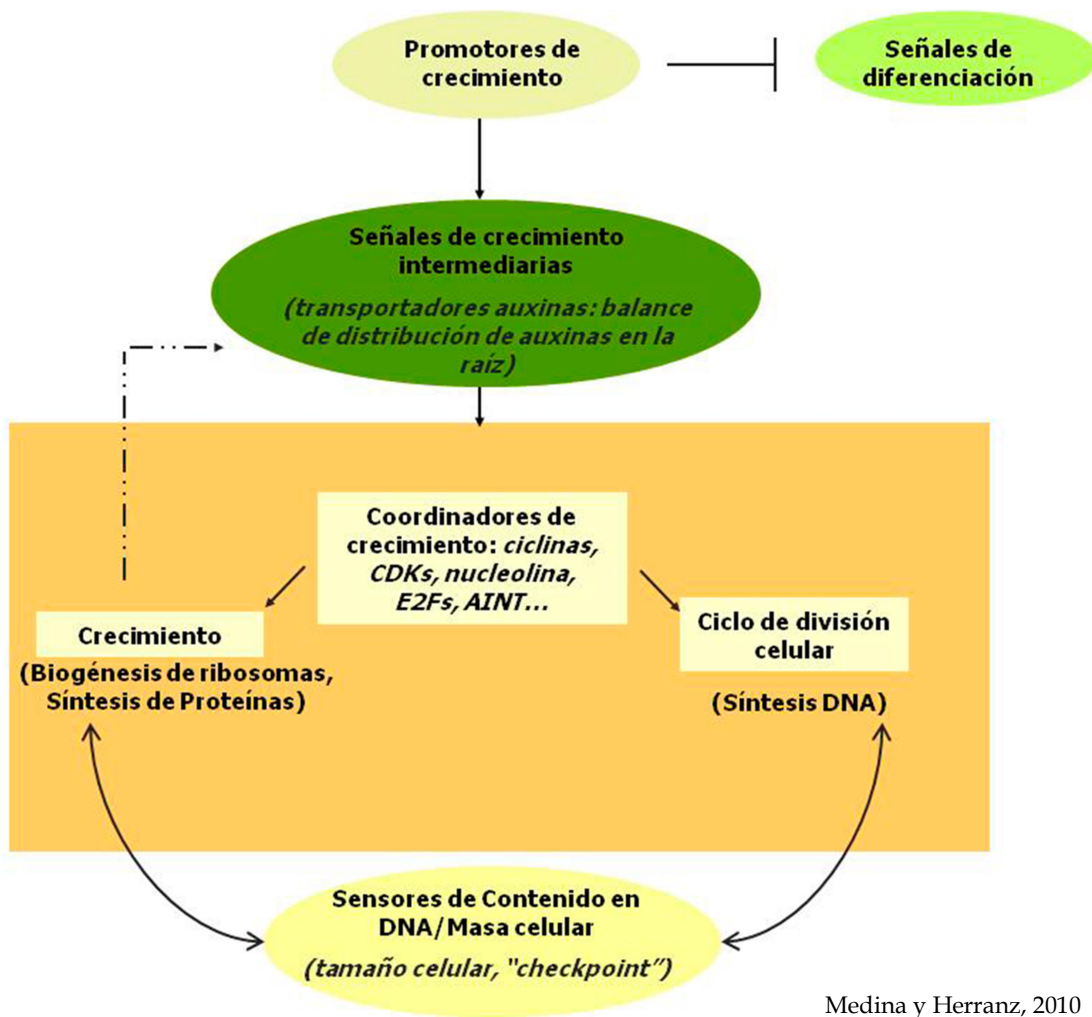 Promotores de
crecimiento
Señales de
diferenciación
Señales de crecimiento
intermediarias
(transportadores auxinas: balance
de distribución de auxinas en la
raíz)
Coordinadores de
crecimiento: ciclinas,
CDKs, nucleolina,
E2Fs, AINT...
Crecimiento
(Biogénesis de ribosomas,
Síntesis de Proteínas)
Ciclo de división
celular
(Síntesis DNA)
Sensores de Contenido en
DNA/Masa celular
(tamaño celular, "checkpoint")
Medina y Herranz, 2010